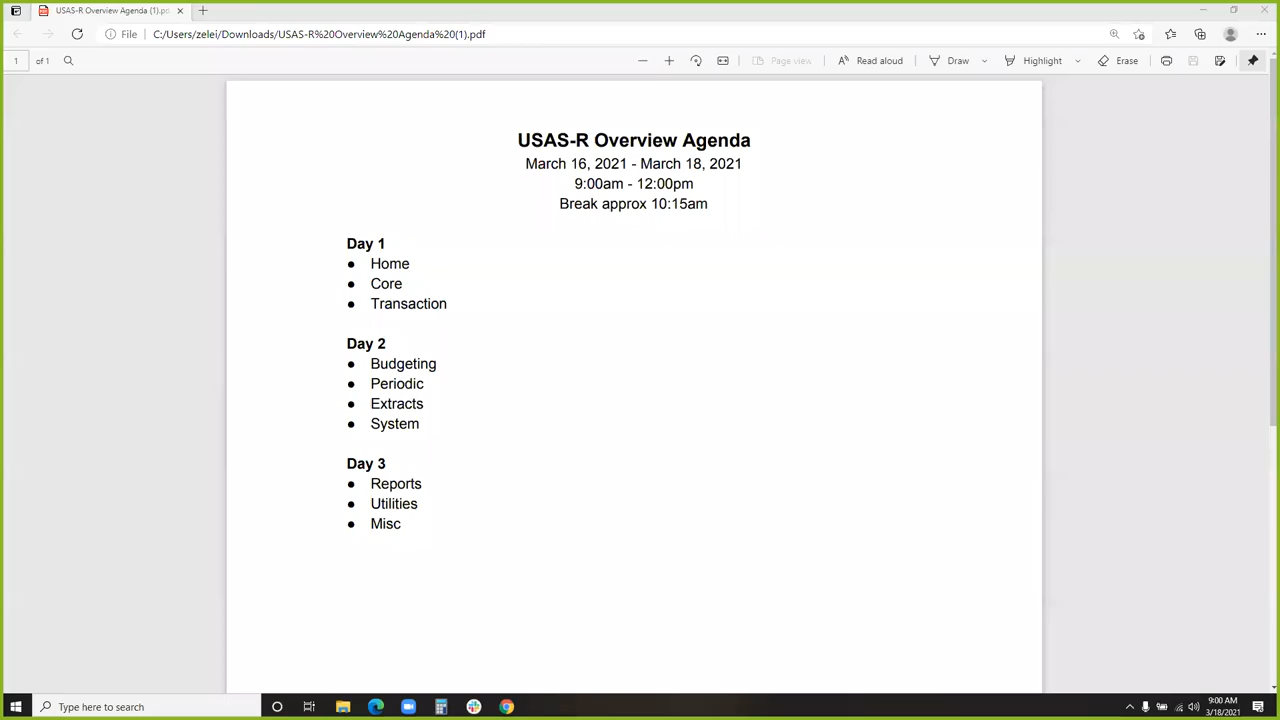 USAS-R Overview Agenda (1).pd
File
C:/Users/zelei/Downloads/USAS-R%20Overview%20Agenda%20(1).pdf
1 of 1
Page view
Read aloud
Draw
Highlight
Erase
USAS-R Overview Agenda
March 16, 2021 - March 18, 2021
9:00am - 12:00pm
Break approx 10:15am
Day 1
● Home
● Core
● Transaction
Day 2
● Budgeting
● Periodic
● Extracts
● System
Day 3
● Reports
● Utilities
● Misc
Type here to search
9:00 AM
3/18/2021